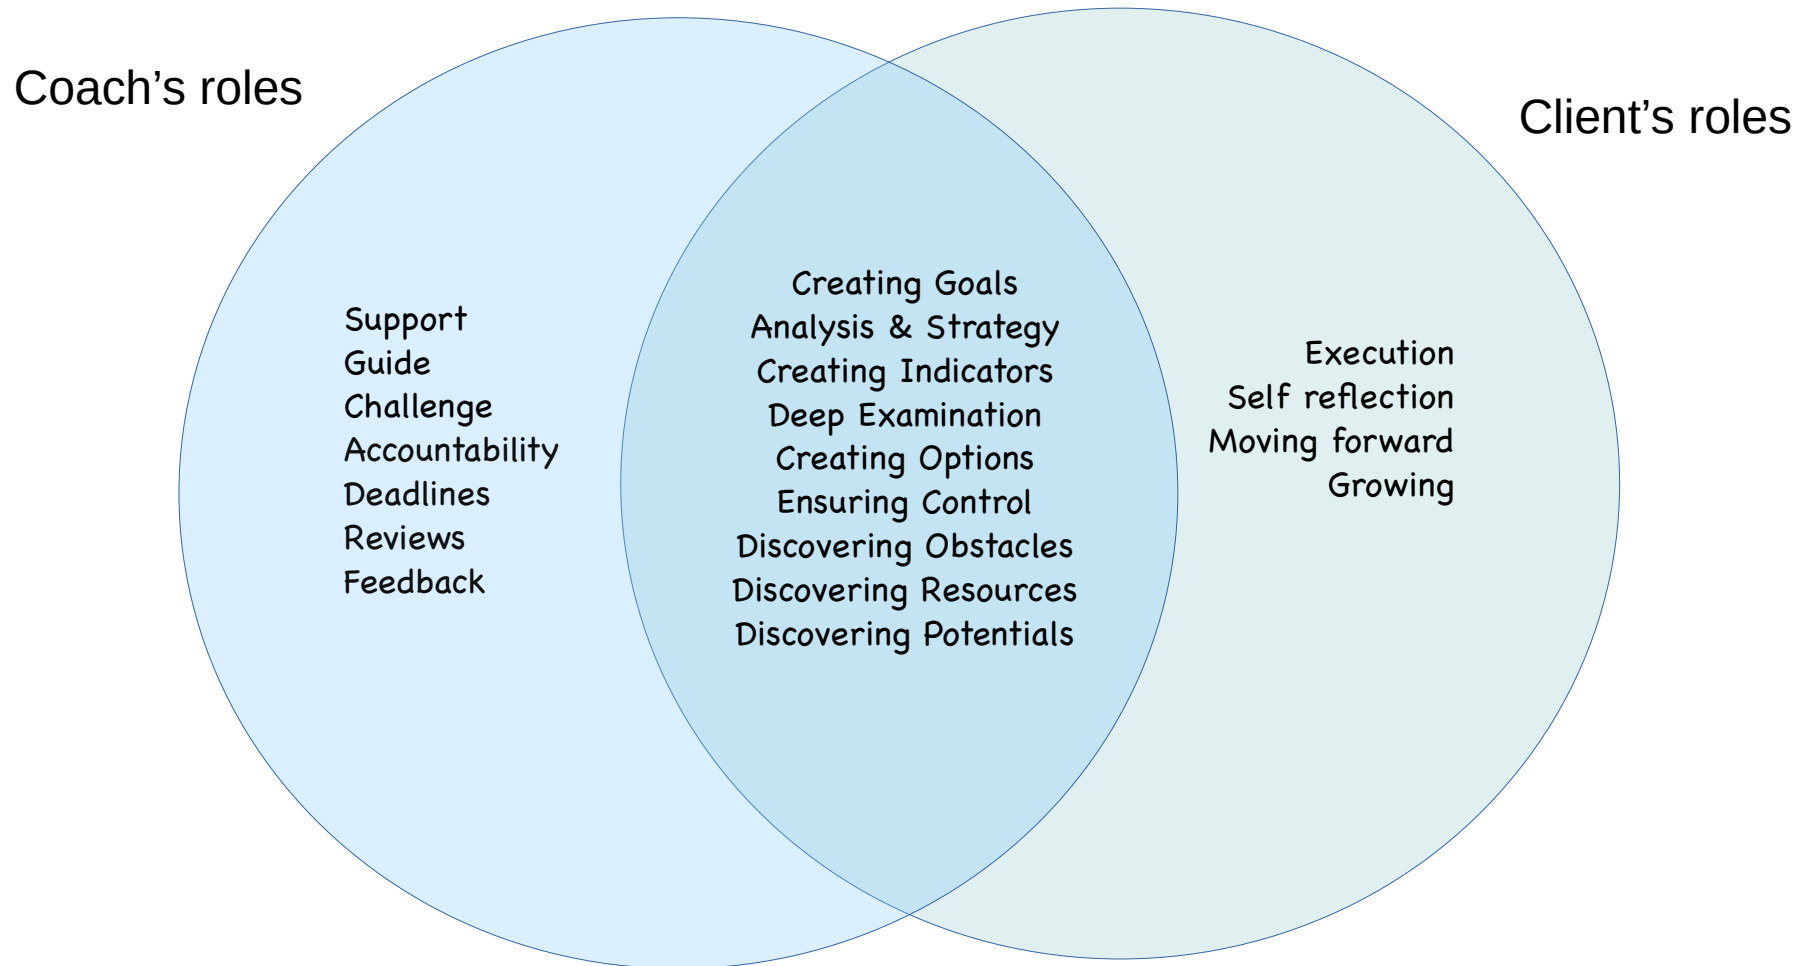 Coach’s roles
Client’s roles
Support
Guide
Challenge
Accountability
Deadlines
Reviews
Feedback
Creating Goals
Analysis & Strategy
Creating Indicators
Deep Examination
Creating Options
Ensuring Control
Discovering Obstacles
Discovering Resources
Discovering Potentials
Execution
Self reflection
Moving forward
Growing